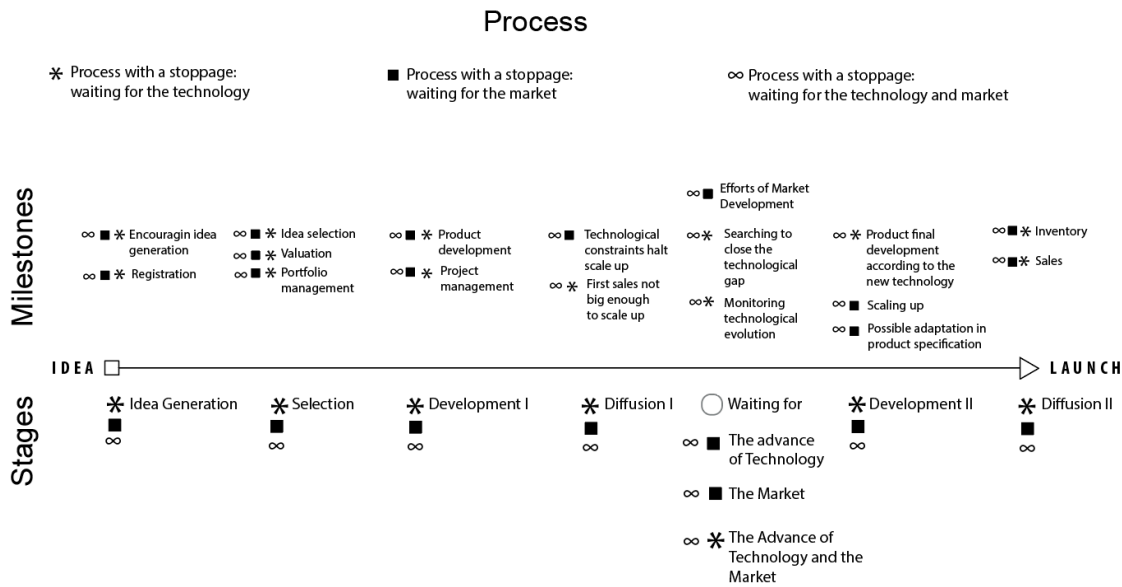 Process
* Process with a stoppage:
waiting for the technology
■ Process with a stoppage:
waiting for the market
∞ Process with a stoppage:
waiting for the technology and market
Milestones
∞ ■ * Encouragin idea
generation
∞ ■ * Registration
∞ ■ * Idea selection
∞ ■ * Valuation
∞ ■ * Portfolio
management
∞ ■ * Product
development
∞ ■ * Project
management
∞ ■ Technological
constraints halt
scale up
∞ * First sales not
big enough
to scale up
∞ ■ Efforts of Market
Development
∞ * Searching to
close the
technological
gap
∞ * Monitoring
technological
evolution
∞ * Product final
development
according to the
new technology
∞ ■ Scaling up
∞ ■ Possible adaptation in
product specification
∞ ■ * Inventory
∞ ■ * Sales
IDEA
LAUNCH
Stages
* Idea Generation
■
∞
* Selection
■
∞
* Development I
■
∞
* Diffusion I
■
∞
Waiting for
∞ ■ The advance
of Technology
∞ ■ The Market
∞ * The Advance of
Technology and the
Market
* Development II
■
∞
* Diffusion II
■
∞